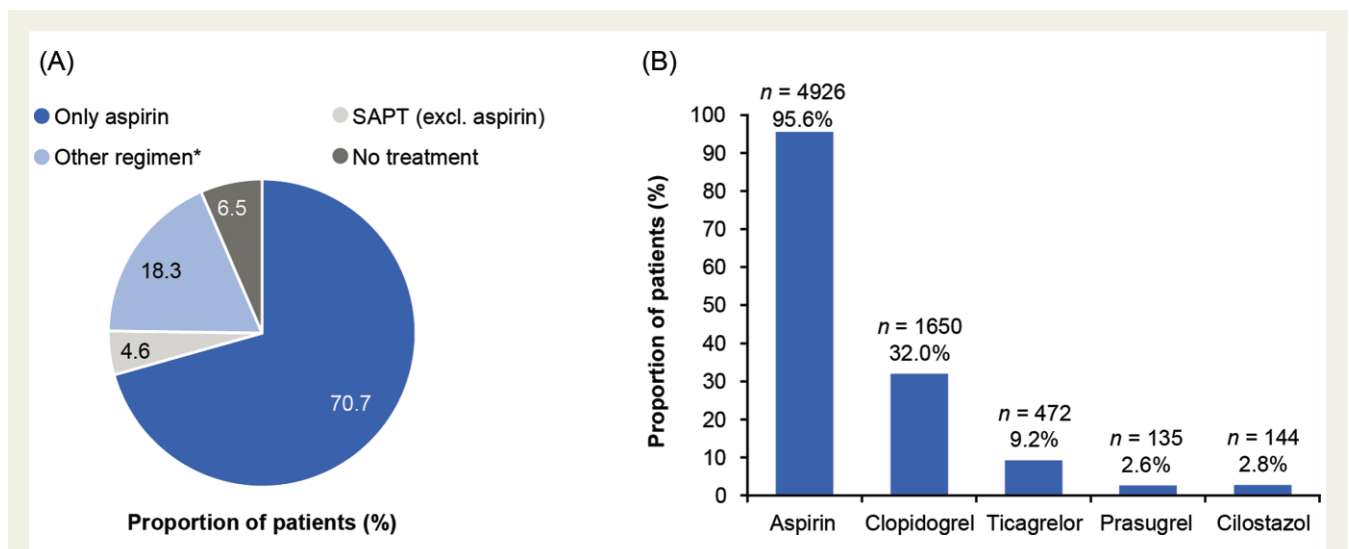 (A)
Only aspirin
SAPT (excl. aspirin)
Other regimen*
No treatment
6.5
18.3
4.6
70.7
Proportion of patients (%)
(B)
Proportion of patients (%)
100
90
80
70
60
50
40
30
20
10
0
n = 4926
95.6%
n = 1650
32.0%
n = 472
9.2%
n = 135
2.6%
n = 144
2.8%
Aspirin
Clopidogrel
Ticagrelor
Prasugrel
Cilostazol